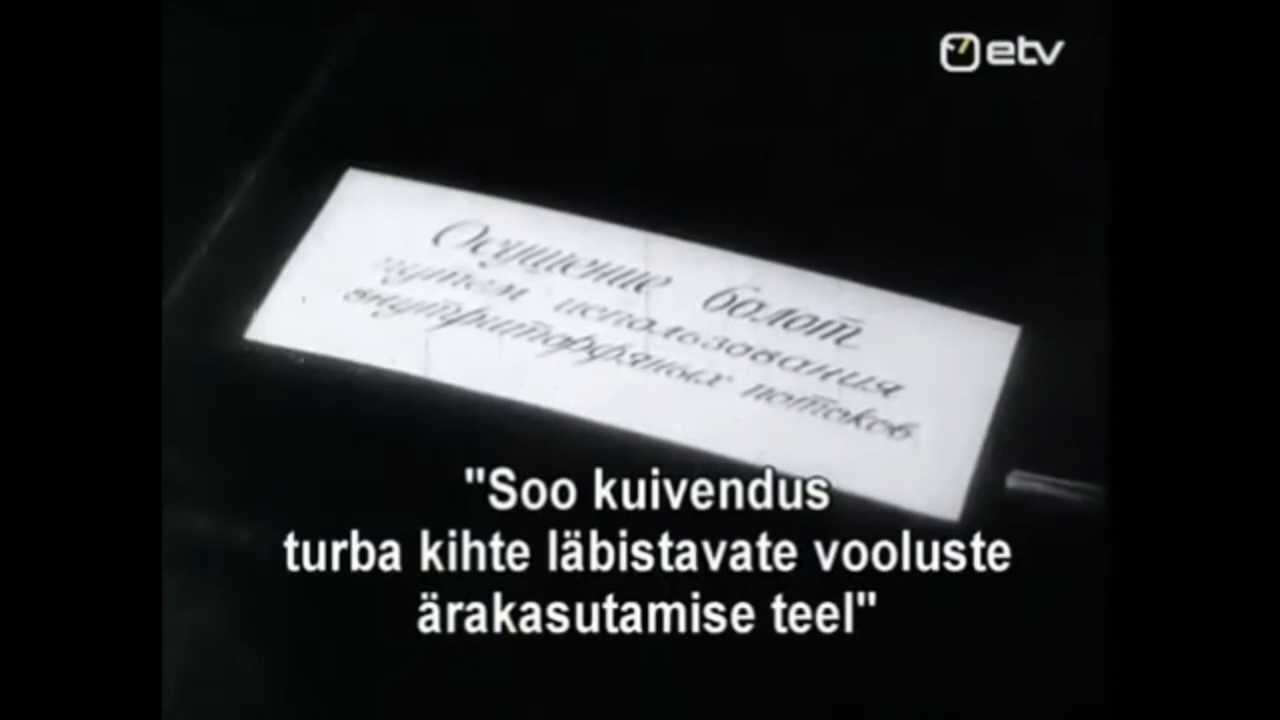 etv
Осушение болот
путем использования
внутриторфяных потоков
"Soo kuivendus
turba kihte läbistavate vooluste
ärakasutamise teel"